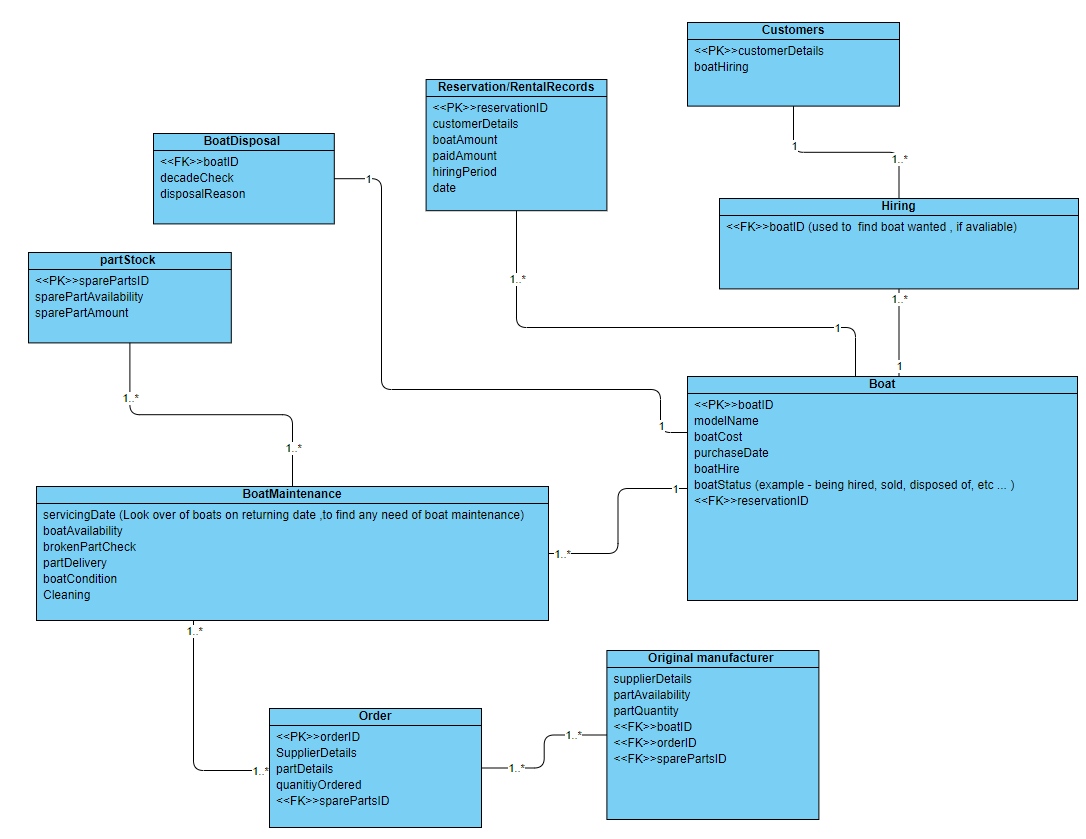 Customers
<<PK>>customerDetails
boatHiring
1
1..*
Reservation/RentalRecords
<<PK>>reservationID
customerDetails
boatAmount
paidAmount
hiringPeriod
date
1..*
1
BoatDisposal
<<FK>>boatID
decadeCheck
disposalReason
1
1
Hiring
<<FK>>boatID (used to  find boat wanted , if avaliable)
1..*
1
partStock
<<PK>>sparePartsID
sparePartAvailability
sparePartAmount
1..*
1..*
Boat
<<PK>>boatID
modelName
boatCost
purchaseDate
boatHire
boatStatus (example - being hired, sold, disposed of, etc ... )
<<FK>>reservationID
1
1..*
BoatMaintenance
servicingDate (Look over of boats on returning date ,to find any need of boat maintenance)
boatAvailability
brokenPartCheck
partDelivery
boatCondition
Cleaning
1..*
1..*
Order
<<PK>>orderID
SupplierDetails
partDetails
quanitiyOrdered
<<FK>>sparePartsID
1..*
1..*
Original manufacturer
supplierDetails
partAvailability
partQuantity
<<FK>>boatID
<<FK>>orderID
<<FK>>sparePartsID